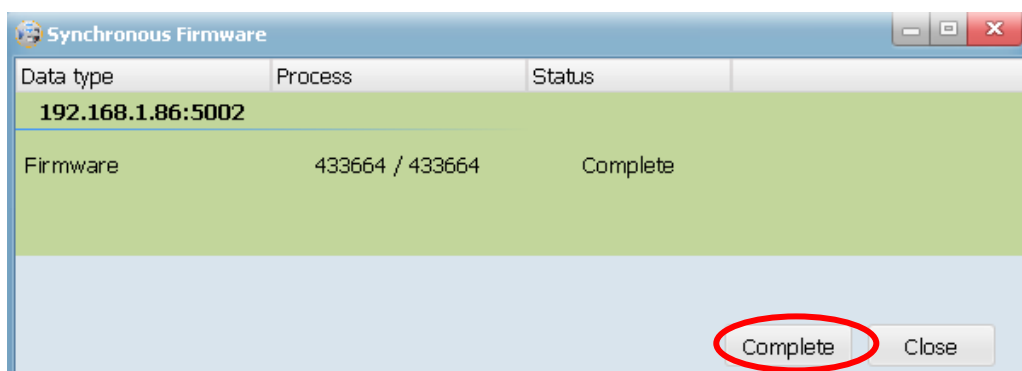 Synchronous Firmware
Data type Process Status
192.168.1.86:5002
Firmware 433664 / 433664 Complete
Complete Close